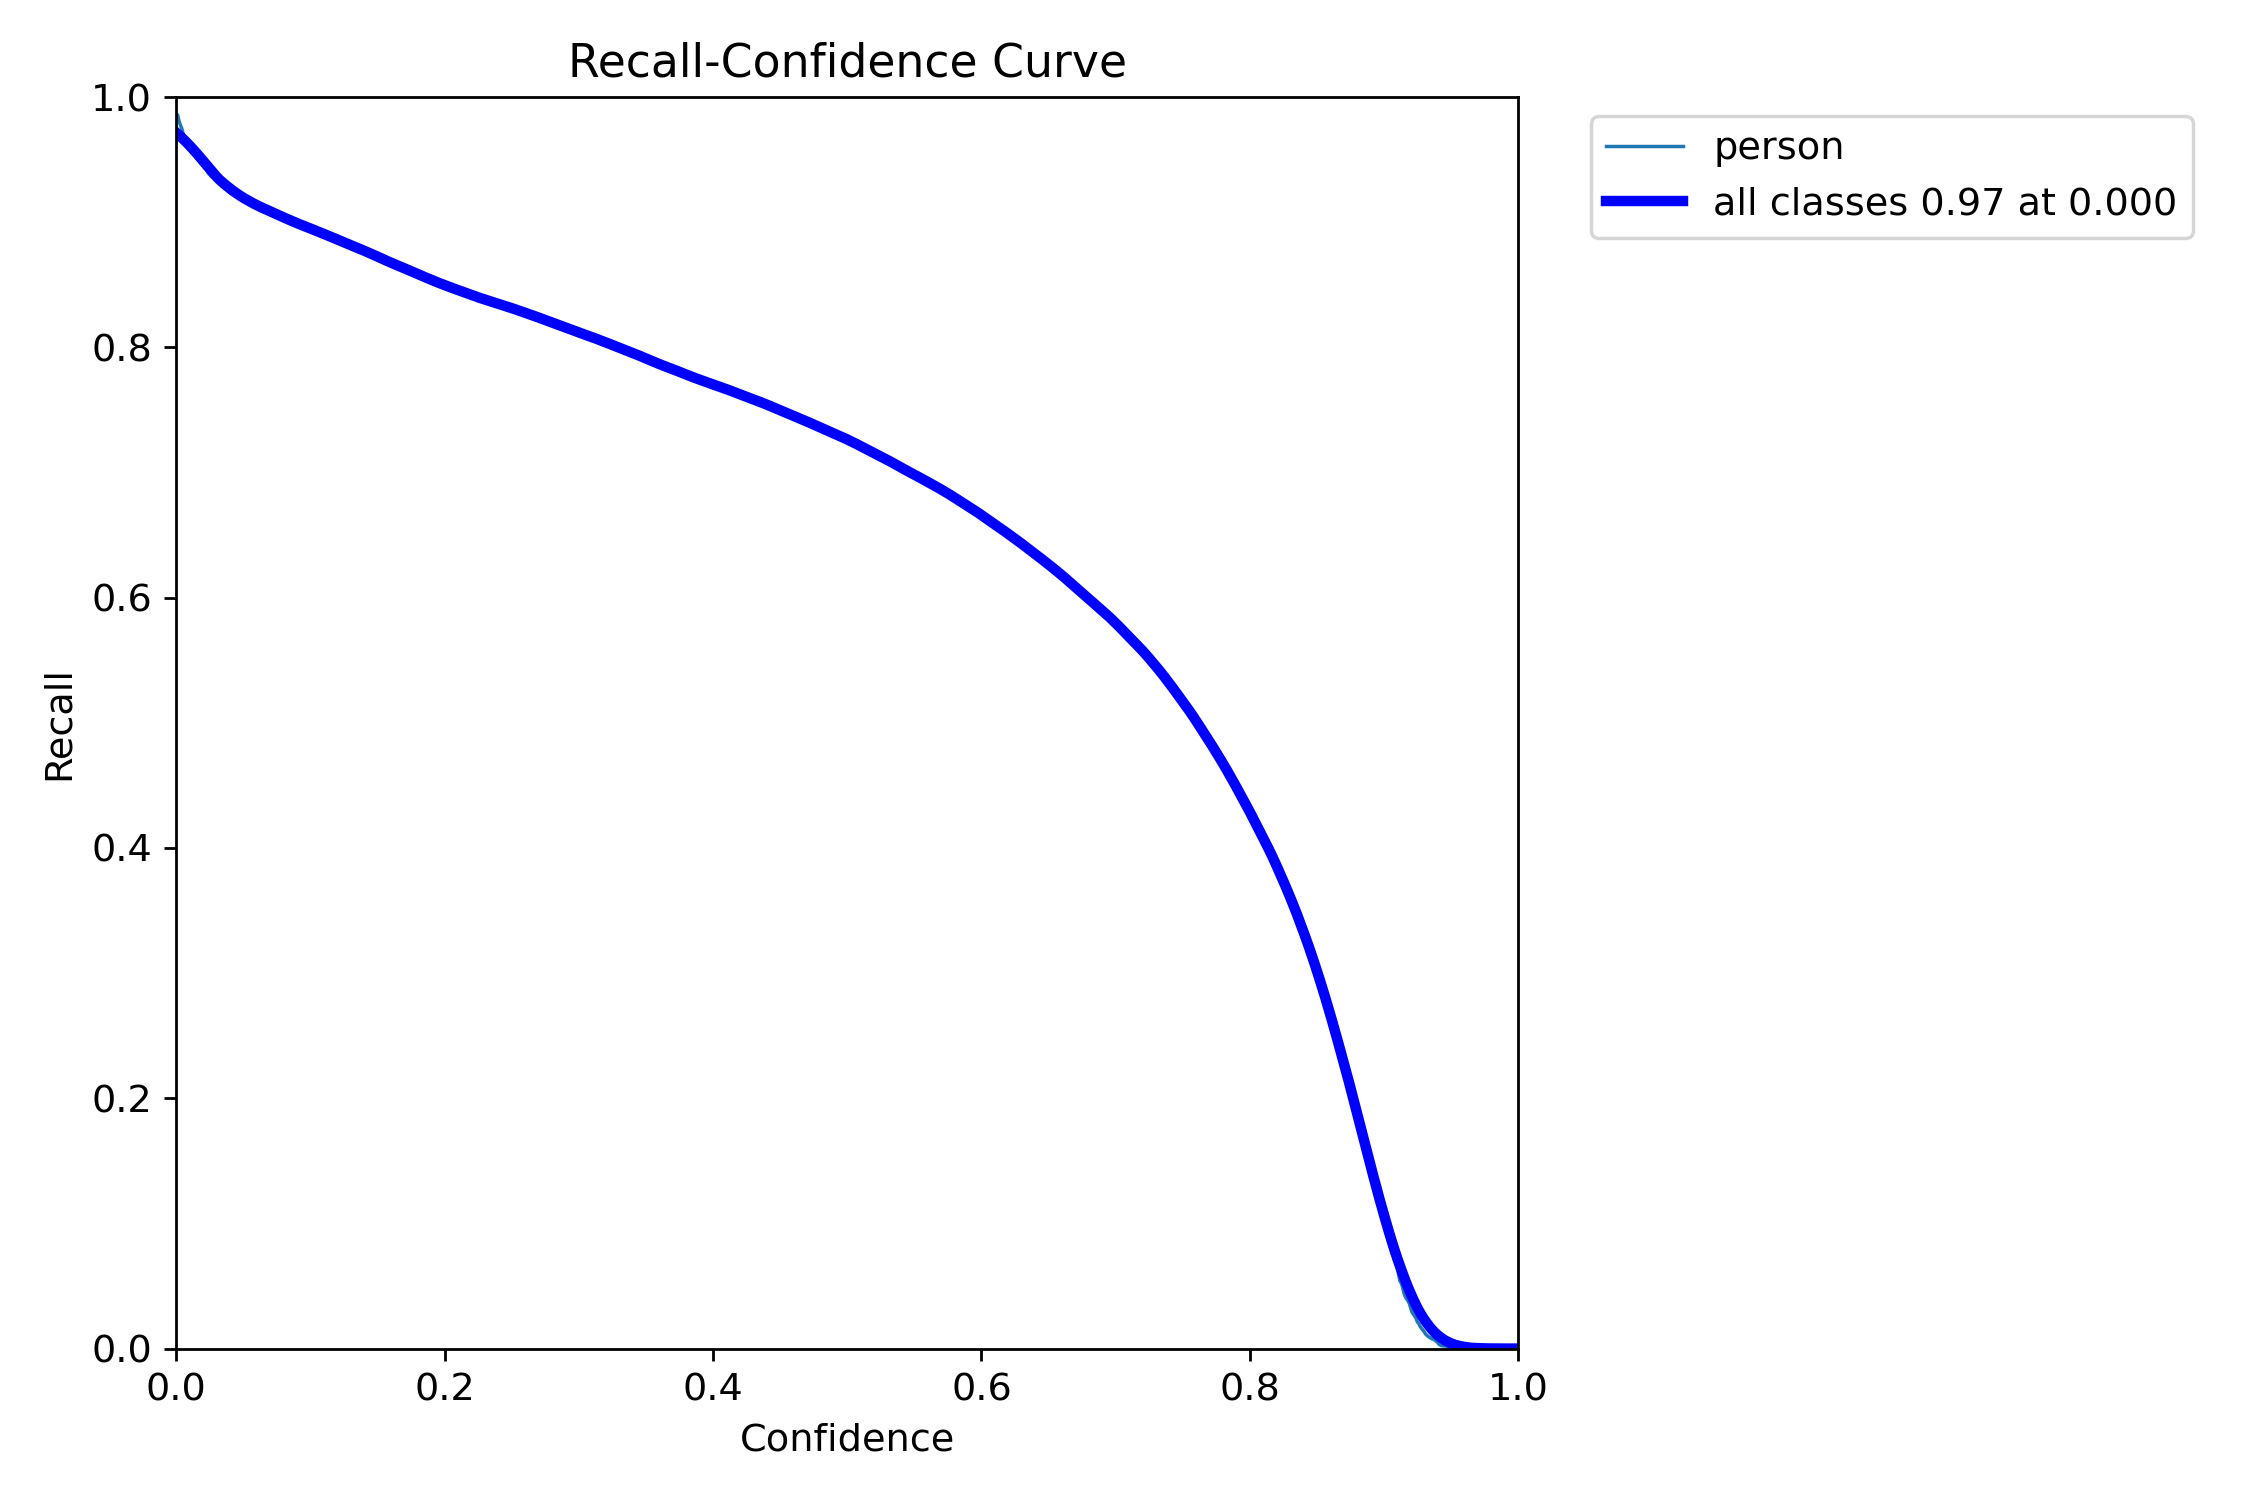 Recall-Confidence Curve
1.0
0.8
0.6
0.4
0.2
0.0
Recall
0.0 0.2 0.4 0.6 0.8 1.0
Confidence
person
all classes 0.97 at 0.000